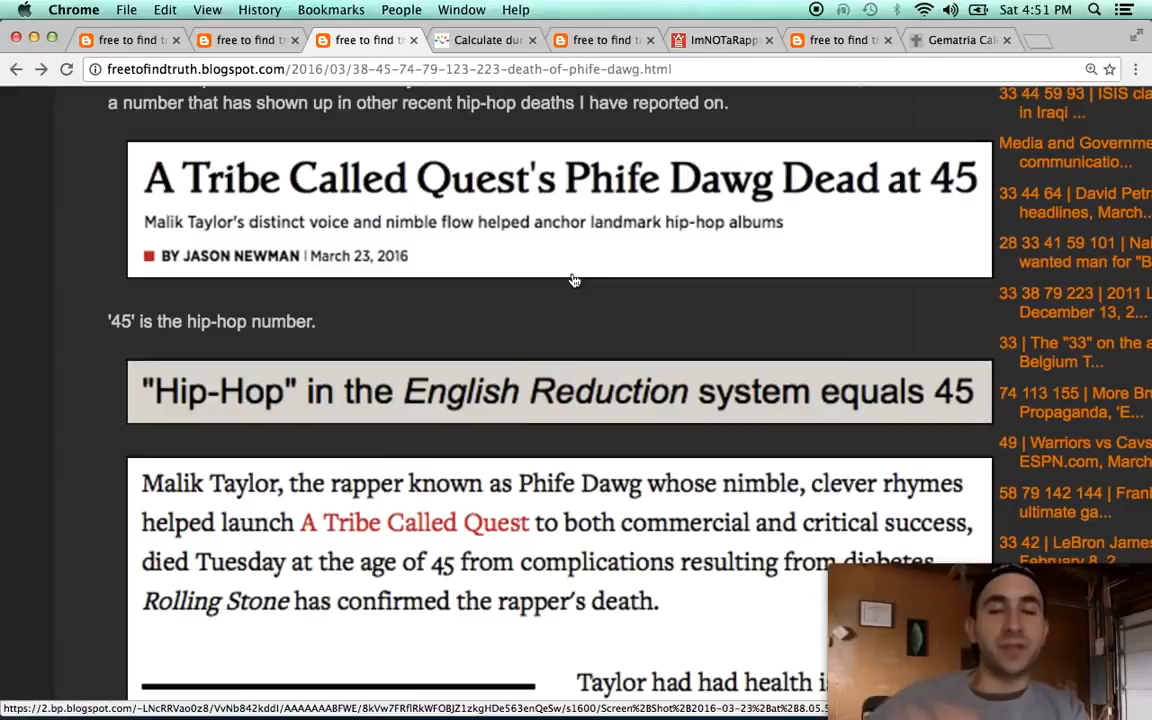 Chrome File Edit View History Bookmarks People Window Help Sat 4:51 PM
free to find t free to find t free to find t Calculate du free to find t ImNOTaRapp free to find t Gematria Cal
freetofindtruth.blogspot.com/2016/03/38-45-74-79-123-223-death-of-phife-dawg.html
a number that has shown up in other recent hip-hop deaths I have reported on.
A Tribe Called Quest's Phife Dawg Dead at 45
Malik Taylor's distinct voice and nimble flow helped anchor landmark hip-hop albums
BY JASON NEWMAN | March 23, 2016
'45' is the hip-hop number.
"Hip-Hop" in the English Reduction system equals 45
Malik Taylor, the rapper known as Phife Dawg whose nimble, clever rhymes
helped launch A Tribe Called Quest to both commercial and critical success,
died Tuesday at the age of 45 from complications resulting from diabetes
Rolling Stone has confirmed the rapper's death.
Taylor had had health i
33 44 59 93 | ISIS cla
in Iraqi ...
Media and Governme
communicatio...
33 44 64 | David Petr
headlines, March...
28 33 41 59 101 | Nai
wanted man for "B
33 38 79 223 | 2011 L
December 13, 2...
33 | The "33" on the a
Belgium T...
74 113 155 | More Bru
Propaganda, 'E...
49 | Warriors vs Cavs
ESPN.com, March
58 79 142 144 | Frank
ultimate ga...
33 42 | LeBron James
February 8, 2